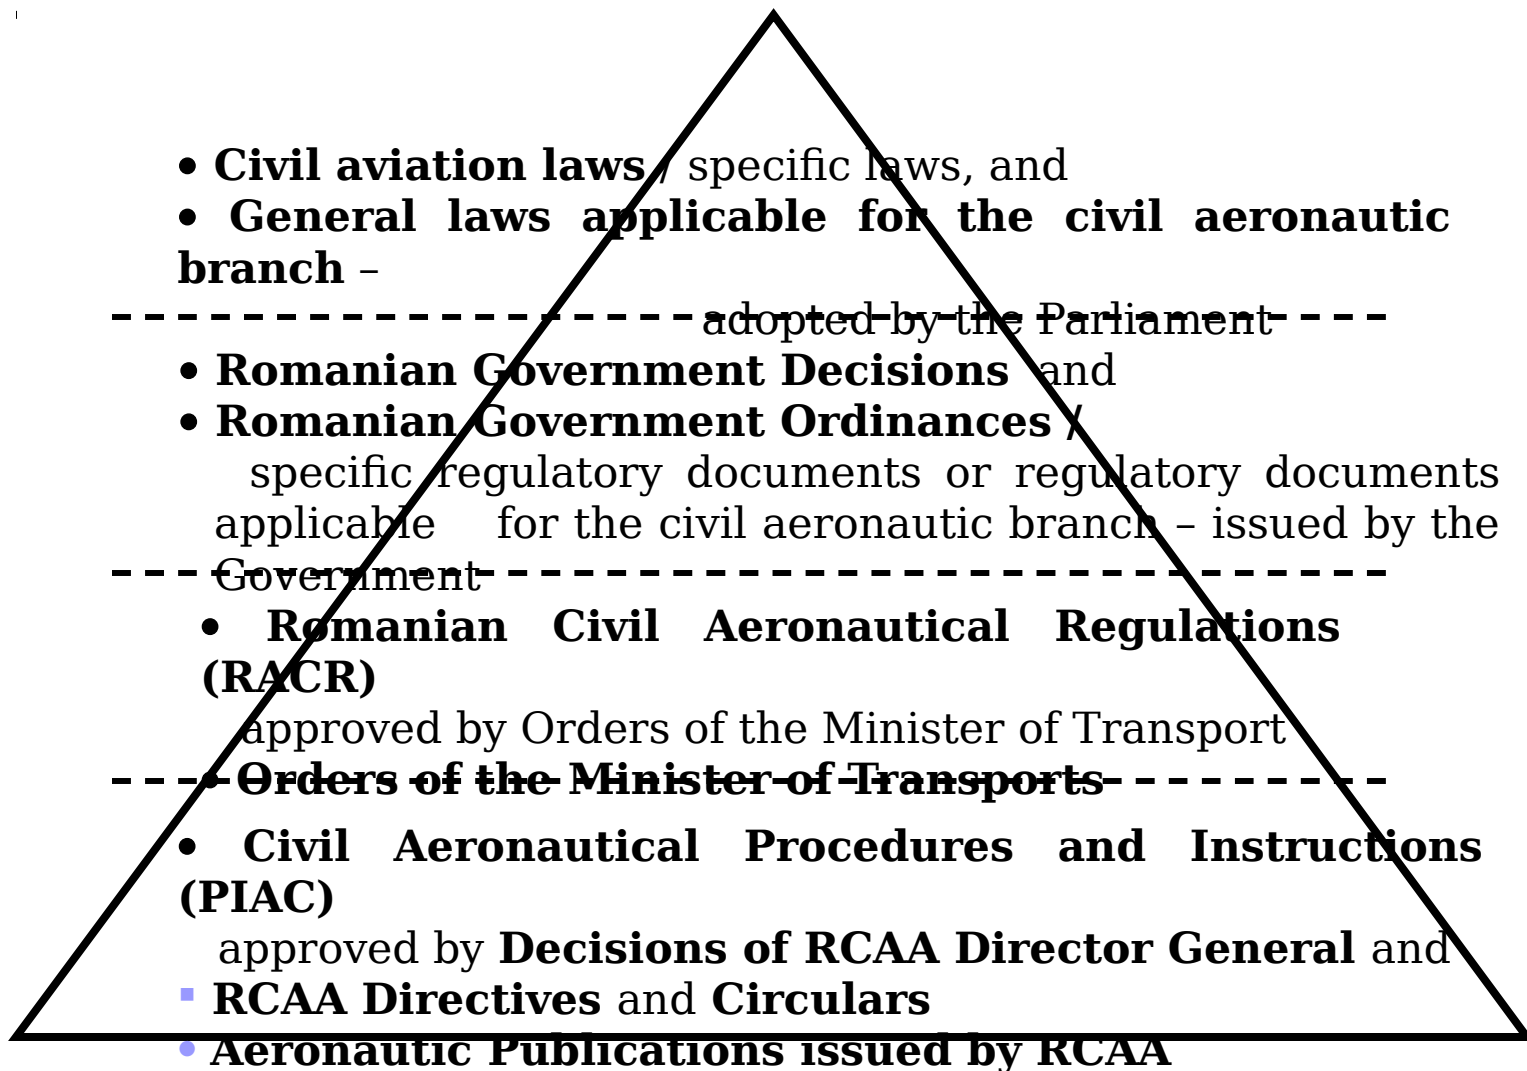 • Civil aviation laws / specific laws, and
• General laws applicable for the civil aeronautic
branch –
adopted by the Parliament
• Romanian Government Decisions and
• Romanian Government Ordinances /
specific regulatory documents or regulatory documents
applicable for the civil aeronautic branch – issued by the
Government
• Romanian Civil Aeronautical Regulations
(RACR)
approved by Orders of the Minister of Transport
• Orders of the Minister of Transports
• Civil Aeronautical Procedures and Instructions
(PIAC)
approved by Decisions of RCAA Director General and
▪ RCAA Directives and Circulars
• Aeronautic Publications issued by RCAA